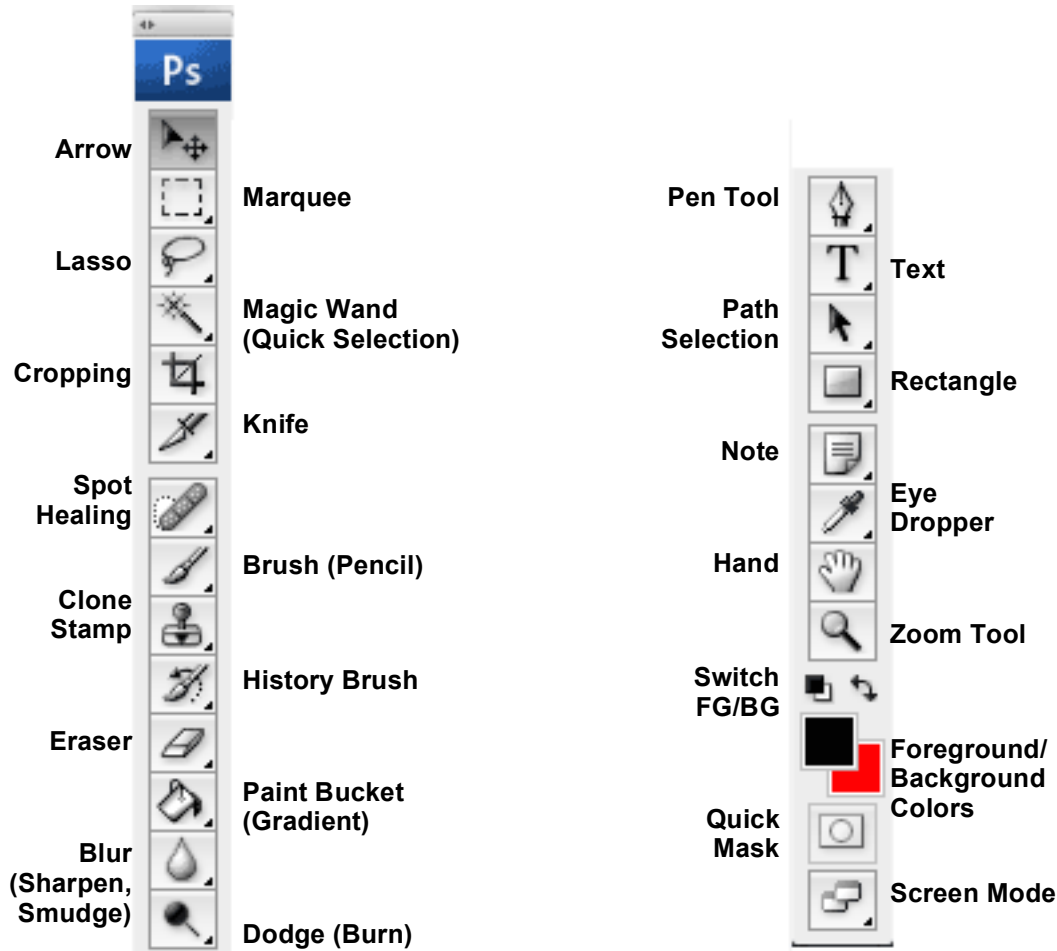 Ps
Arrow
Marquee
Lasso
Magic Wand
(Quick Selection)
Cropping
Knife
Spot
Healing
Brush (Pencil)
Clone
Stamp
History Brush
Eraser
Paint Bucket
(Gradient)
Blur
(Sharpen,
Smudge)
Dodge (Burn)
Pen Tool
T
Text
Path
Selection
Rectangle
Note
Eye
Dropper
Hand
Zoom Tool
Switch
FG/BG
Foreground/
Background
Colors
Quick
Mask
Screen Mode